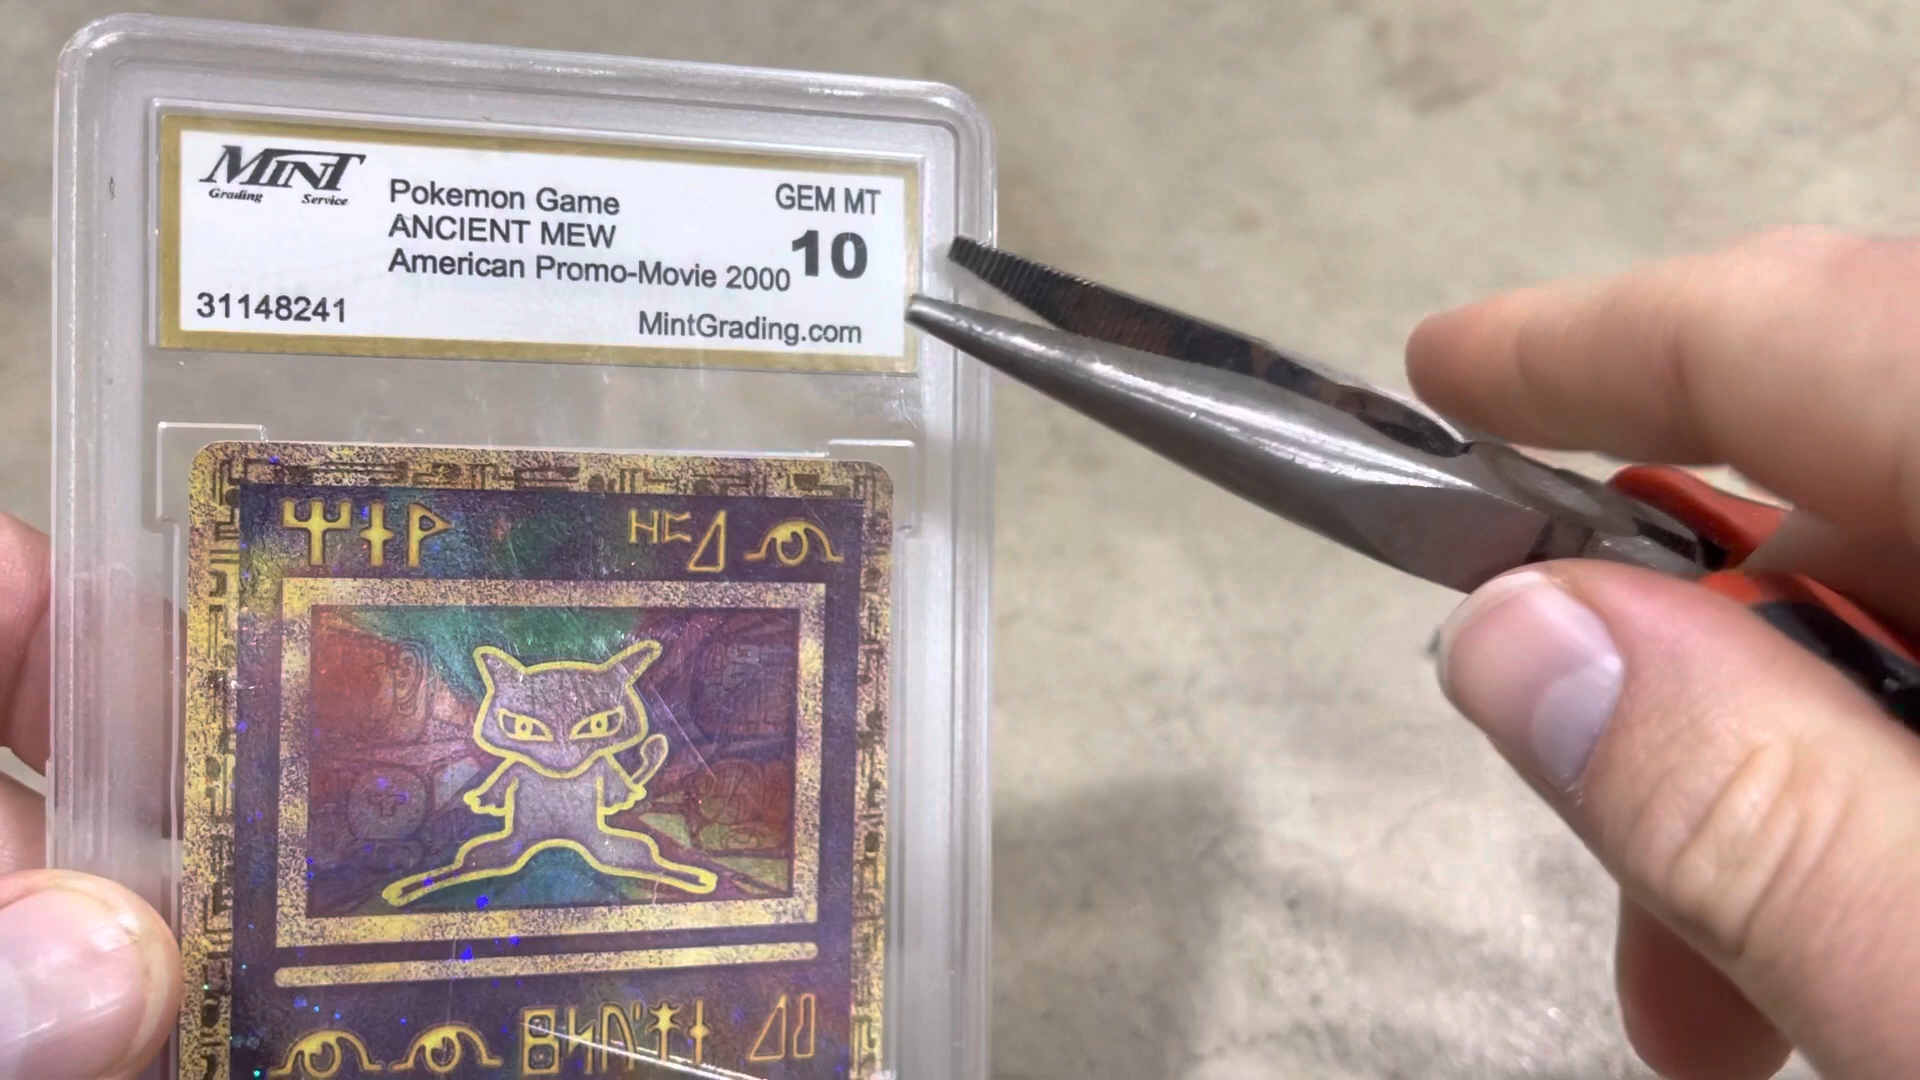 MINT
Grading Service
Pokemon Game
ANCIENT MEW
American Promo-Movie 2000
GEM MT
10
31148241
MintGrading.com